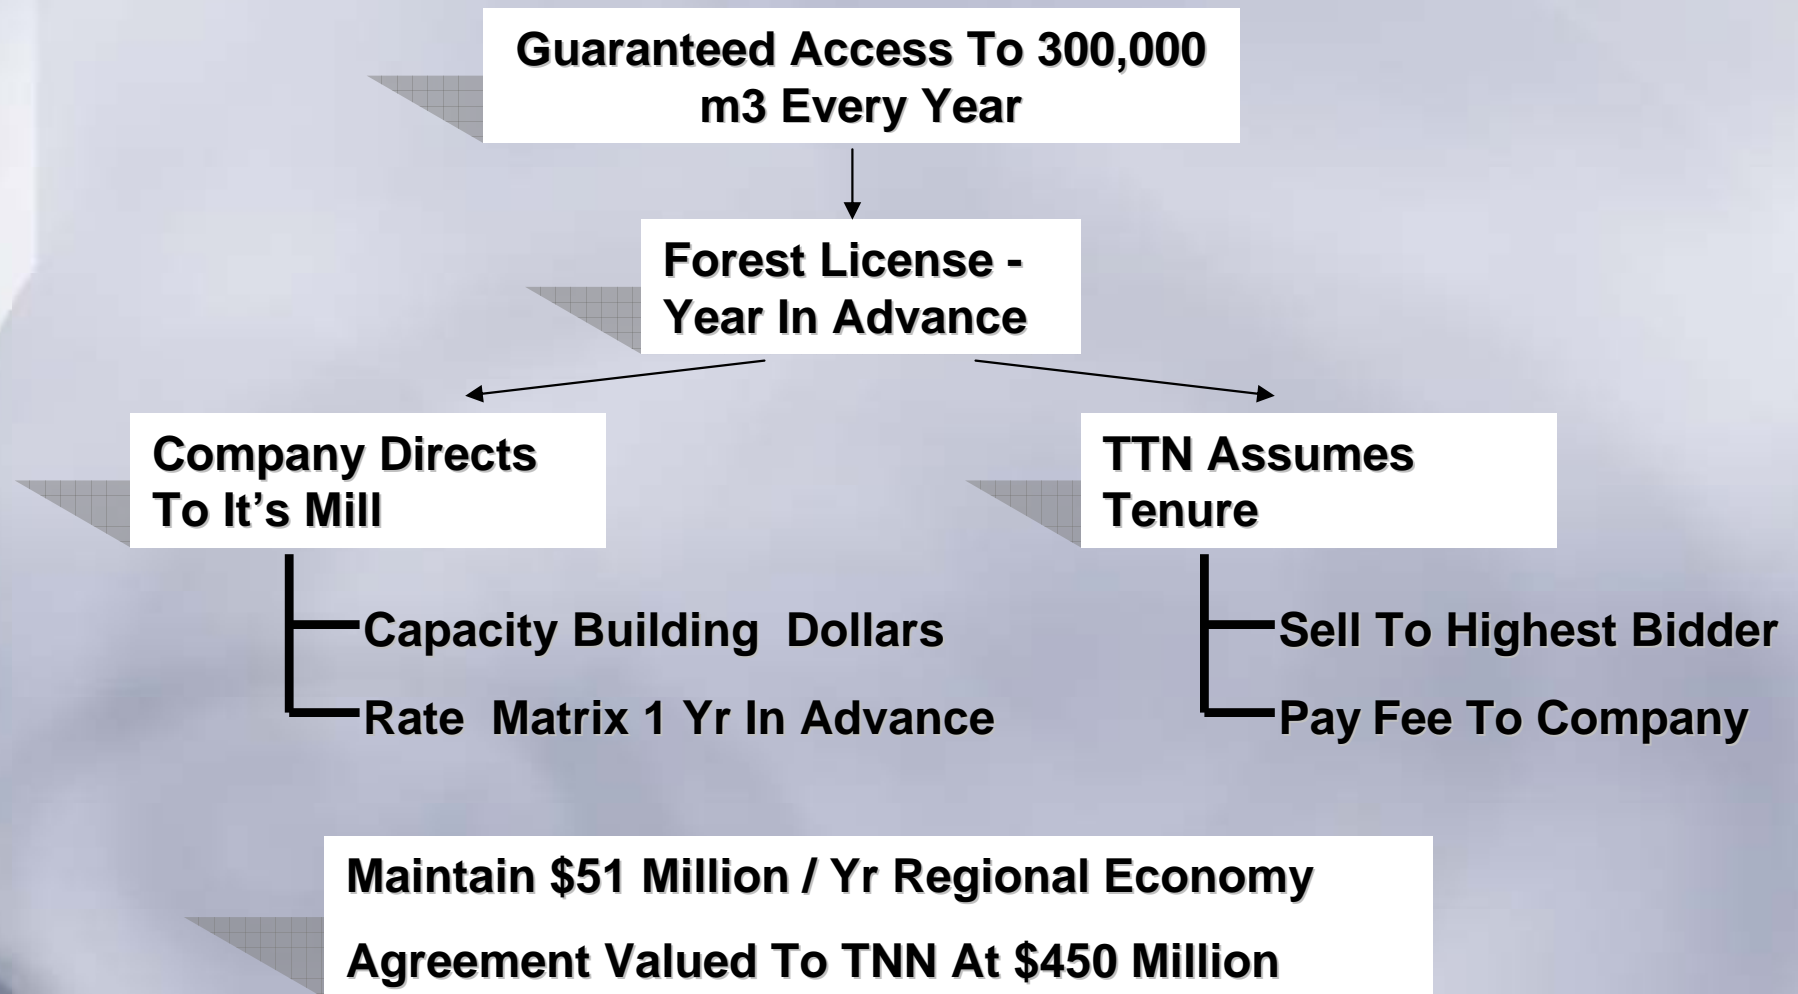 Guaranteed Access To 300,000
m3 Every Year
Forest License -
Year In Advance
Company Directs
To It’s Mill
Capacity Building Dollars
Rate Matrix 1 Yr In Advance
TTN Assumes
Tenure
Sell To Highest Bidder
Pay Fee To Company
Maintain $51 Million / Yr Regional Economy
Agreement Valued To TNN At $450 Million